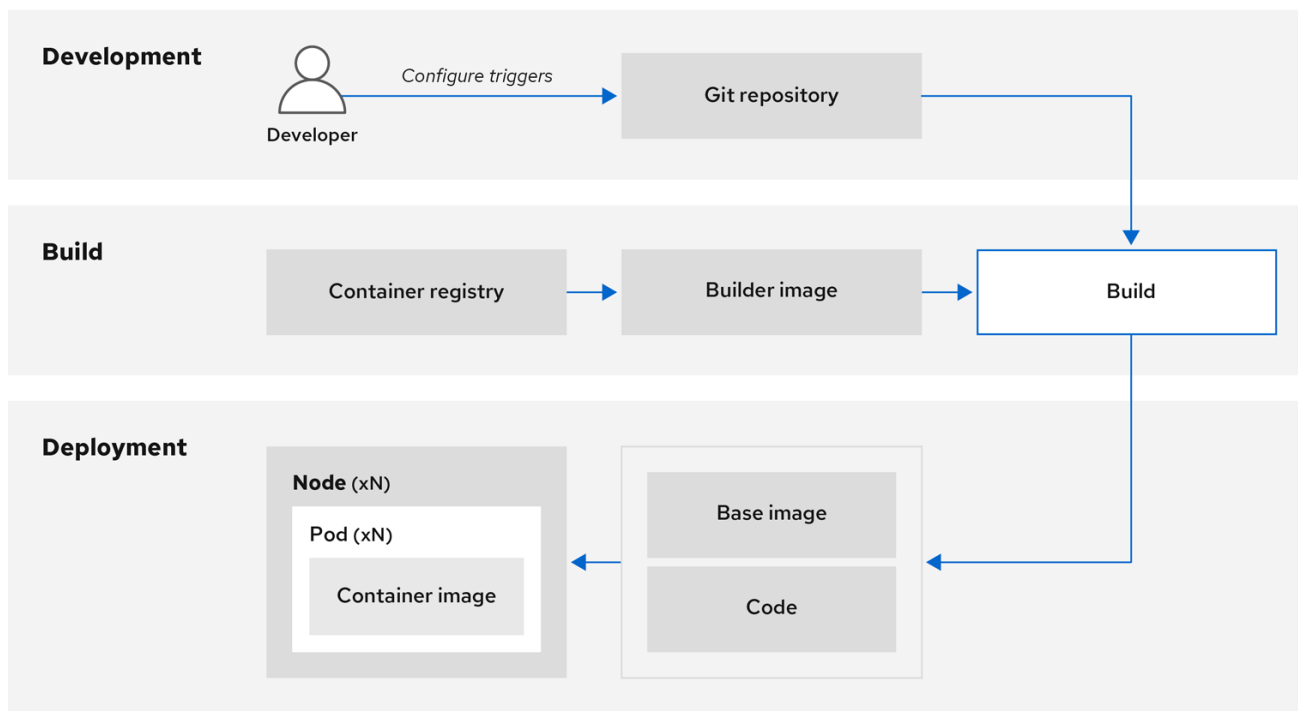 Development
Configure triggers
Developer
Git repository
Build
Container registry
Builder image
Build
Deployment
Node (xN)
Pod (xN)
Container image
Base image
Code